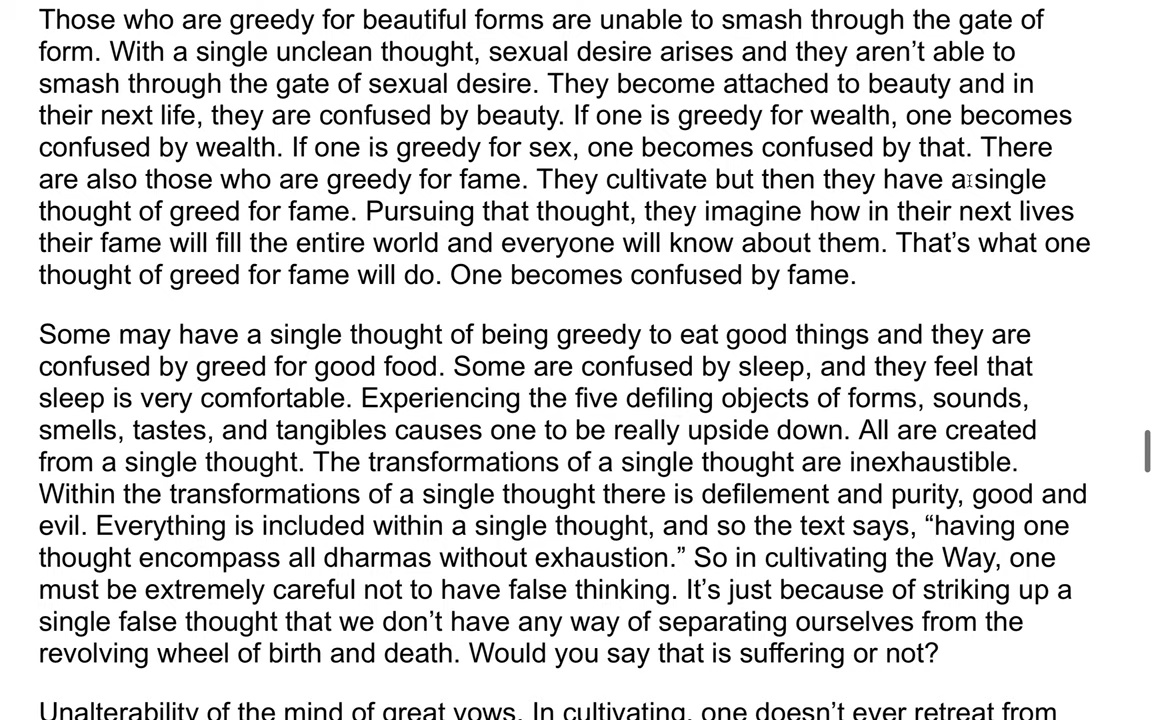 Those who are greedy for beautiful forms are unable to smash through the gate of
form. With a single unclean thought, sexual desire arises and they aren’t able to
smash through the gate of sexual desire. They become attached to beauty and in
their next life, they are confused by beauty. If one is greedy for wealth, one becomes
confused by wealth. If one is greedy for sex, one becomes confused by that. There
are also those who are greedy for fame. They cultivate but then they have a single
thought of greed for fame. Pursuing that thought, they imagine how in their next lives
their fame will fill the entire world and everyone will know about them. That’s what one
thought of greed for fame will do. One becomes confused by fame.
Some may have a single thought of being greedy to eat good things and they are
confused by greed for good food. Some are confused by sleep, and they feel that
sleep is very comfortable. Experiencing the five defiling objects of forms, sounds,
smells, tastes, and tangibles causes one to be really upside down. All are created
from a single thought. The transformations of a single thought are inexhaustible.
Within the transformations of a single thought there is defilement and purity, good and
evil. Everything is included within a single thought, and so the text says, “having one
thought encompass all dharmas without exhaustion.” So in cultivating the Way, one
must be extremely careful not to have false thinking. It’s just because of striking up a
single false thought that we don’t have any way of separating ourselves from the
revolving wheel of birth and death. Would you say that is suffering or not?
Unalterability of the mind of great vows. In cultivating, one doesn’t ever retreat from